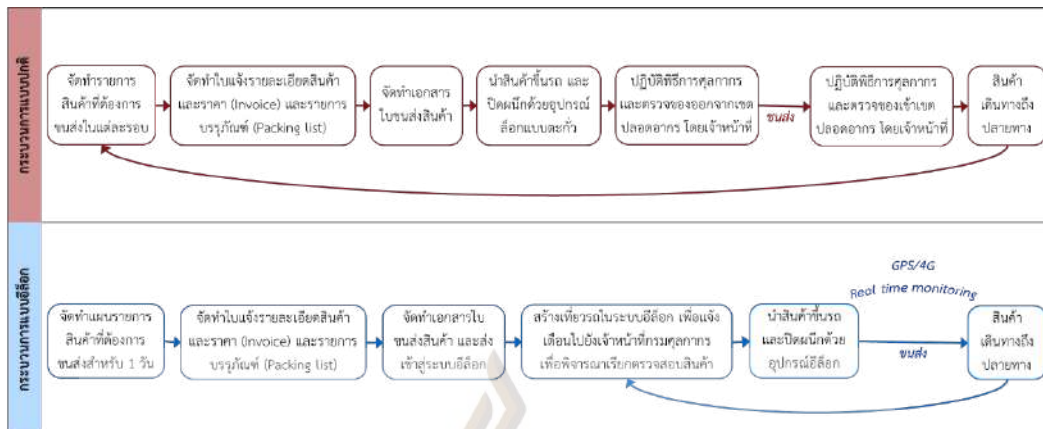 กระบวนการแบบปกติ
จัดทำรายการ
สินค้าที่ต้องการ
ขนส่งในแต่ละรอบ
จัดทำใบแจ้งรายละเอียดสินค้า
และราคา (Invoice) และรายการ
บรรจุภัณฑ์ (Packing list)
จัดทำเอกสาร
ใบขนส่งสินค้า
นำสินค้าขึ้นรถ และ
ปิดผนึกด้วยอุปกรณ์
ล็อกแบบตะกั่ว
ปฏิบัติพิธีการศุลกากร
และตรวจของออกจากเขต
ปลอดอากร โดยเจ้าหน้าที่
ขนส่ง
ปฏิบัติพิธีการศุลกากร
และตรวจของเข้าเขต
ปลอดอากร โดยเจ้าหน้าที่
สินค้า
เดินทางถึง
ปลายทาง
กระบวนการแบบอีล็อก
จัดทำแผนรายการ
สินค้าที่ต้องการ
ขนส่งสำหรับ 1 วัน
จัดทำใบแจ้งรายละเอียดสินค้า
และราคา (Invoice) และรายการ
บรรจุภัณฑ์ (Packing list)
จัดทำเอกสารใบ
ขนส่งสินค้า และส่ง
เข้าสู่ระบบอีล็อก
สร้างเที่ยวรถในระบบอีล็อก เพื่อแจ้ง
เตือนไปยังเจ้าหน้าที่กรมศุลกากร
เพื่อพิจารณาเรียกตรวจสอบสินค้า
นำสินค้าขึ้นรถ
และปิดผนึกด้วย
อุปกรณ์อีล็อก
GPS/4G
Real time monitoring
ขนส่ง
สินค้า
เดินทางถึง
ปลายทาง